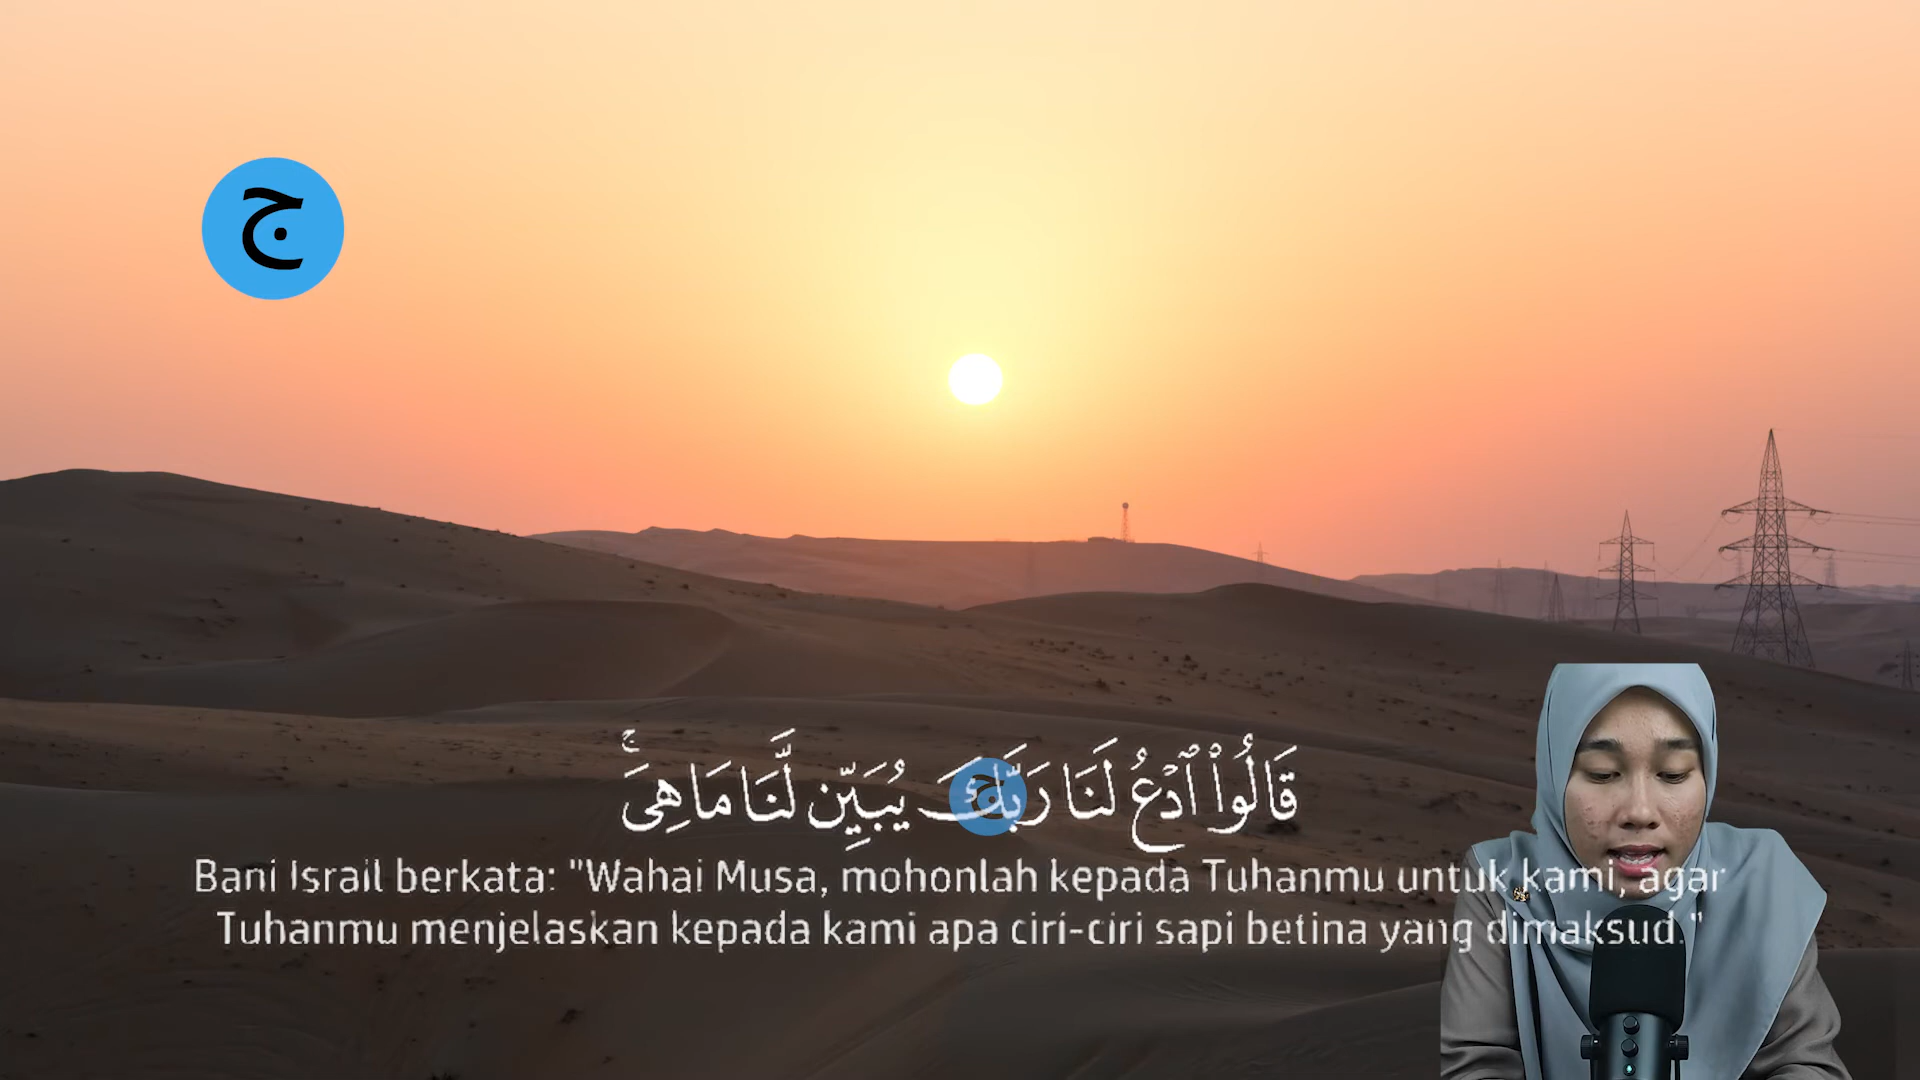 ج
قَالُوا۟ ٱدْعُ لَنَا رَبَّكَ يُبَيِّن لَّنَا مَا هِىَ ۚ
ج
Bani Israil berkata: "Wahai Musa, mohonlah kepada Tuhanmu untuk kami, agar
Tuhanmu menjelaskan kepada kami apa ciri-ciri sapi betina yang dimaksud."